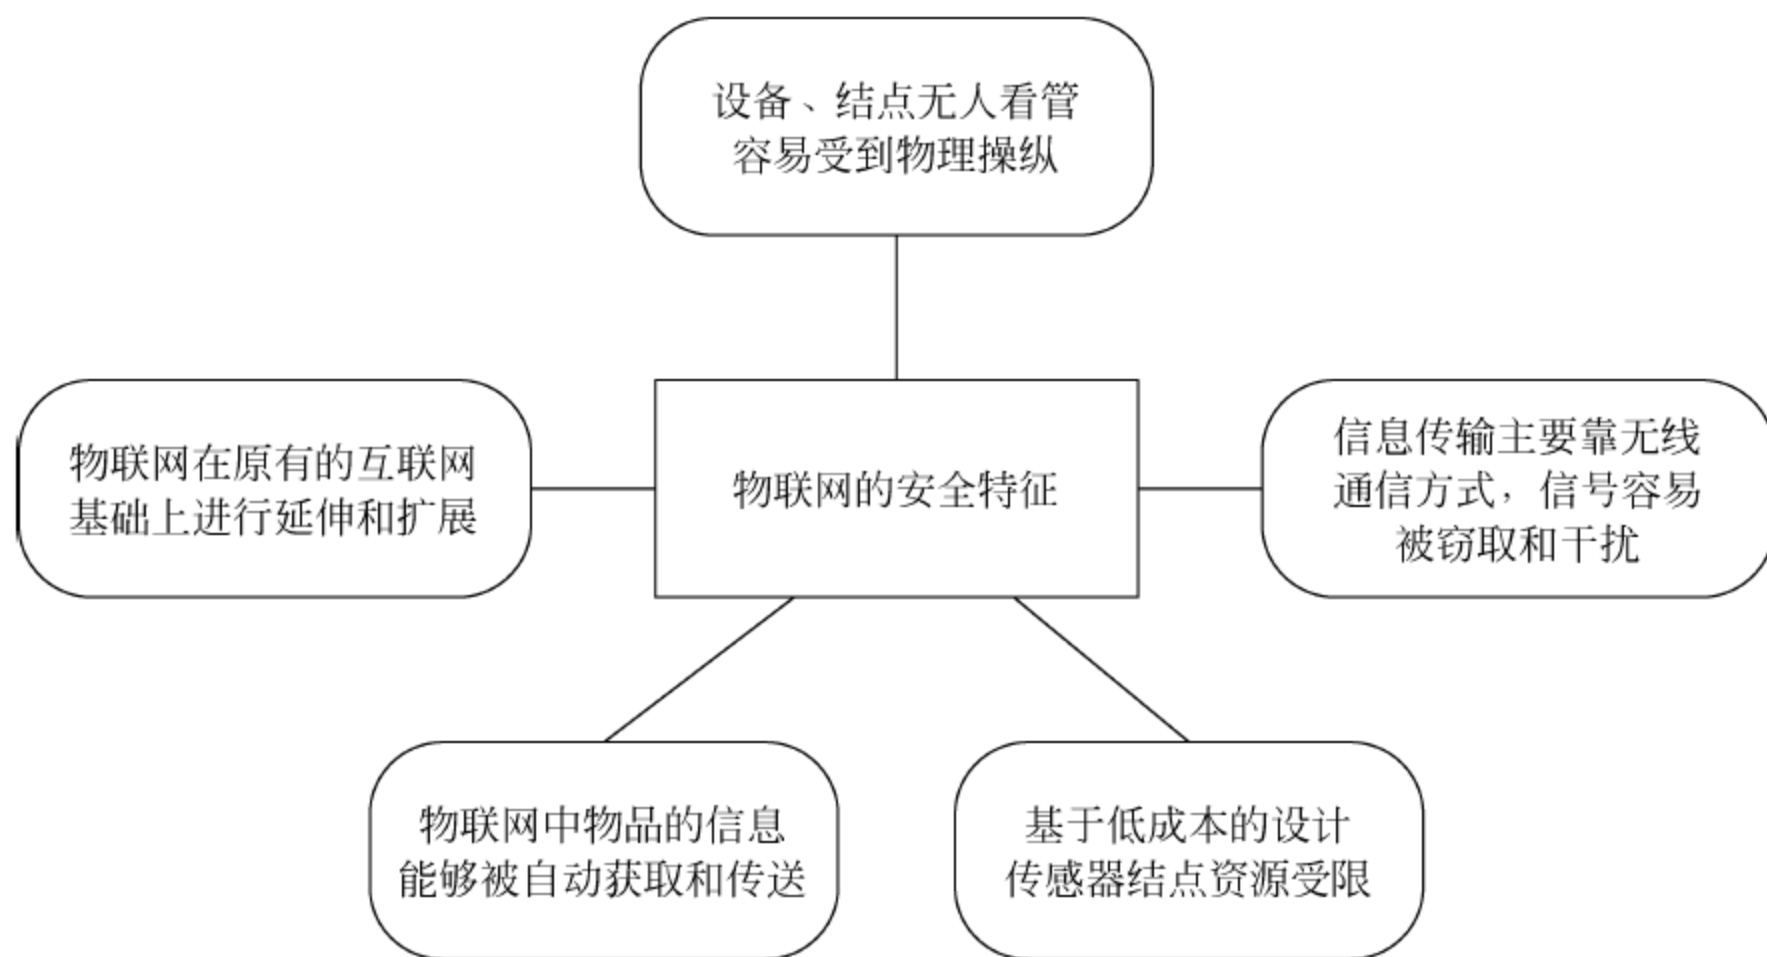 设备、结点无人看管
容易受到物理操纵
物联网在原有的互联网
基础上进行延伸和扩展
物联网的安全特征
信息传输主要靠无线
通信方式，信号容易
被窃取和干扰
物联网中物品的信息
能够被自动获取和传送
基于低成本的设计
传感器结点资源受限